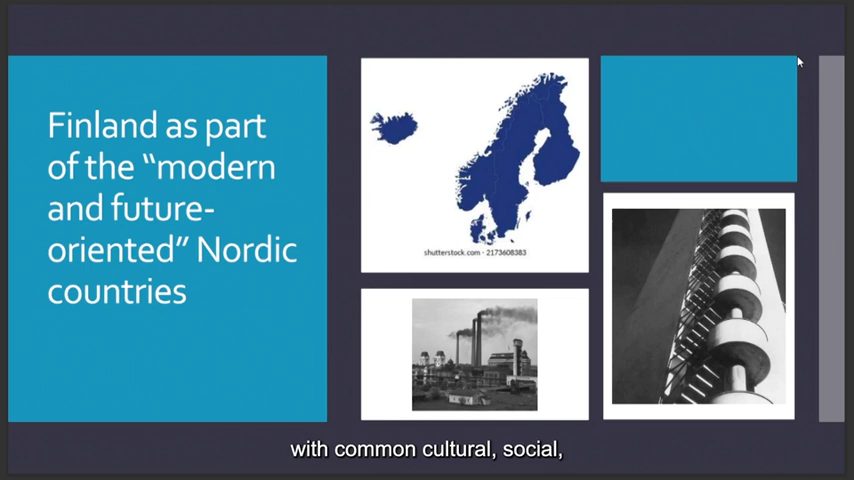 Finland as part
of the “modern
and future-
oriented” Nordic
countries
shutterstock.com · 2173608383
with common cultural, social,